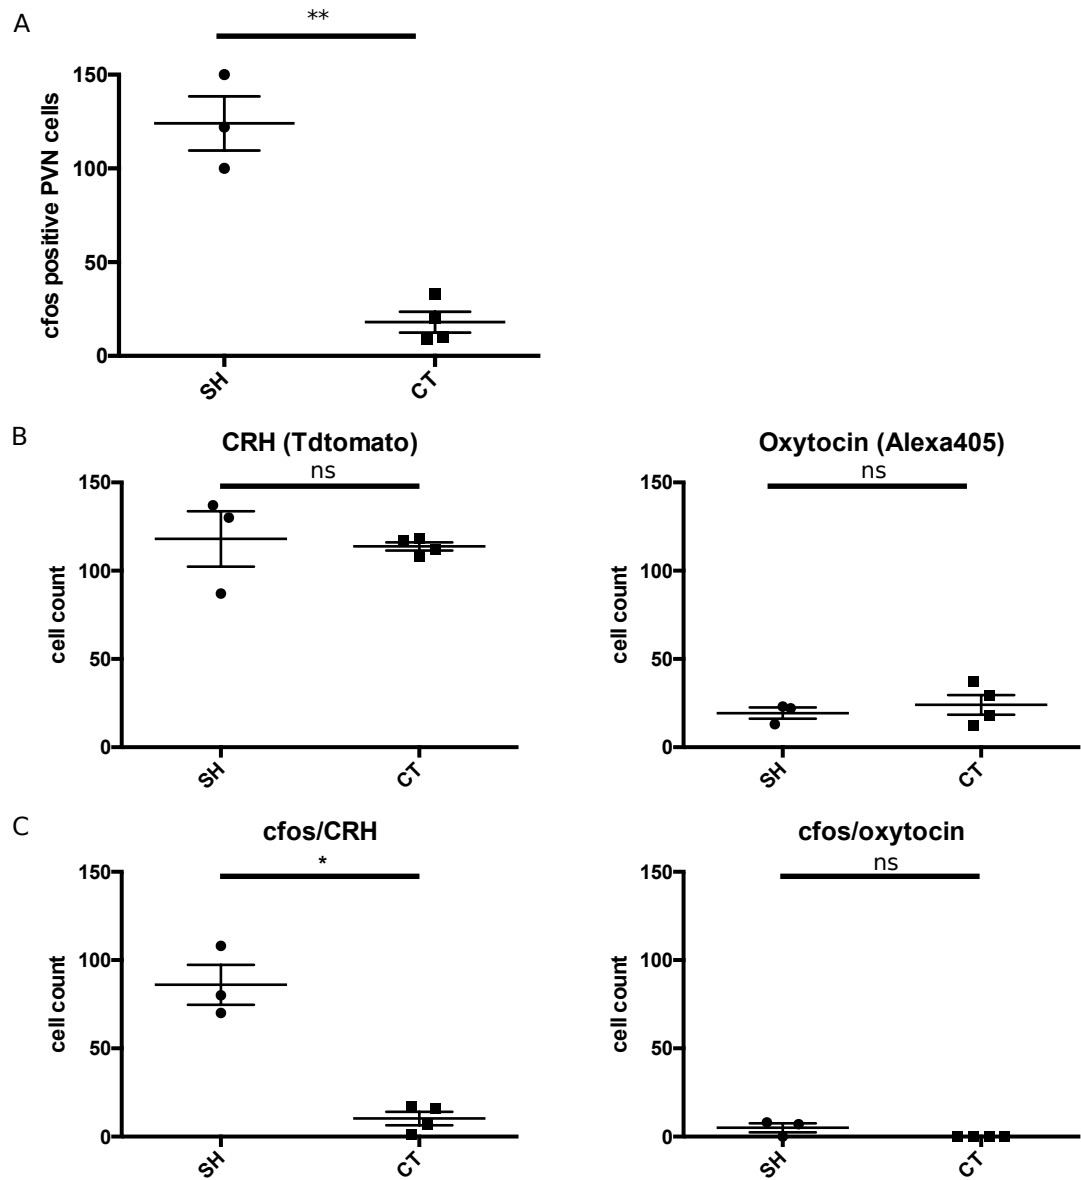 A
**
cfos positive PVN cells
150
100
50
0
SH
CT
B
CRH (Tdtomato)
ns
cell count
150
100
50
0
SH
CT
Oxytocin (Alexa405)
ns
cell count
150
100
50
0
SH
CT
C
cfos/CRH
*
cell count
150
100
50
0
SH
CT
cfos/oxytocin
ns
cell count
150
100
50
0
SH
CT